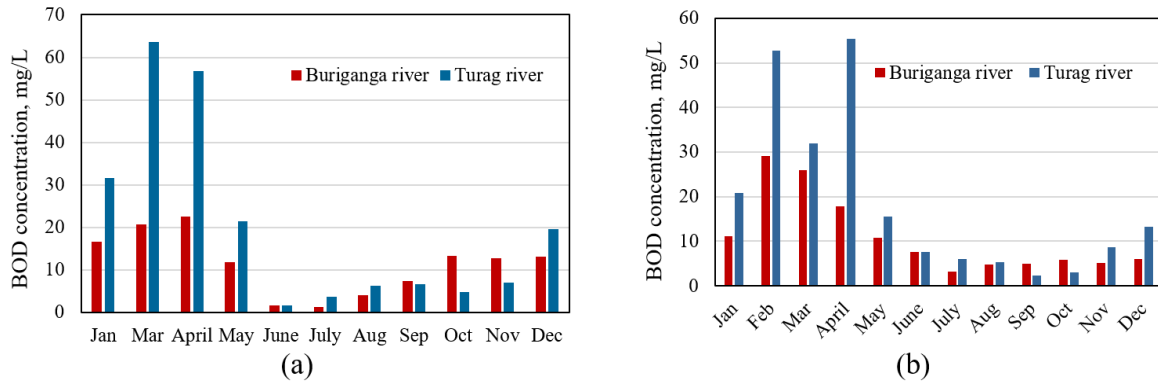 BOD concentration, mg/L
70
60
50
40
30
20
10
0
Buriganga river Turag river
Jan Mar April May June July Aug Sep Oct Nov Dec
(a)
BOD concentration, mg/L
60
50
40
30
20
10
0
Buriganga river Turag river
Jan Feb Mar April May June July Aug Sep Oct Nov Dec
(b)